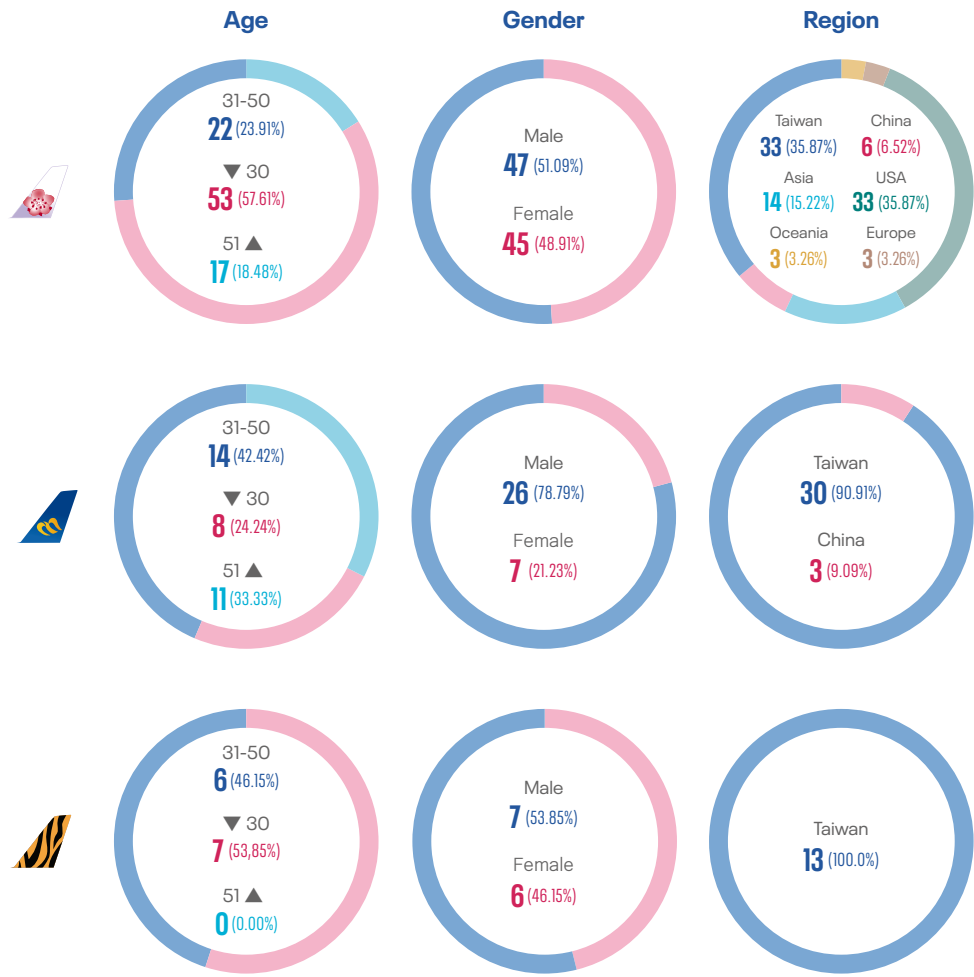 Age
Gender
Region
31-50
22 (23.91%)
▼ 30
53 (57.61%)
51 ▲
17 (18.48%)
Male
47 (51.09%)
Female
45 (48.91%)
Taiwan
33 (35.87%)
China
6 (6.52%)
Asia
14 (15.22%)
USA
33 (35.87%)
Oceania
3 (3.26%)
Europe
3 (3.26%)
31-50
14 (42.42%)
▼ 30
8 (24.24%)
51 ▲
11 (33.33%)
Male
26 (78.79%)
Female
7 (21.23%)
Taiwan
30 (90.91%)
China
3 (9.09%)
31-50
6 (46.15%)
▼ 30
7 (53,85%)
51 ▲
0 (0.00%)
Male
7 (53.85%)
Female
6 (46.15%)
Taiwan
13 (100.0%)